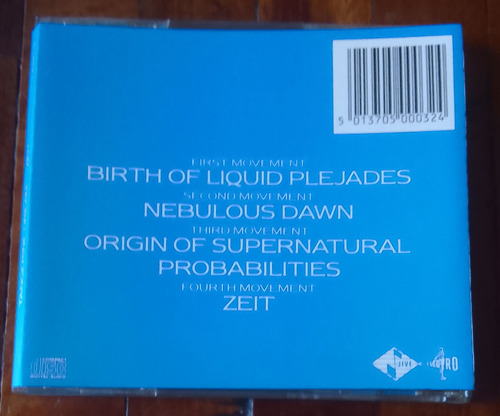 5 013705 000324
FIRST MOVEMENT
BIRTH OF LIQUID PLEJADES
SECOND MOVEMENT
NEBULOUS DAWN
THIRD MOVEMENT
ORIGIN OF SUPERNATURAL
PROBABILITIES
FOURTH MOVEMENT
ZEIT
JIVE